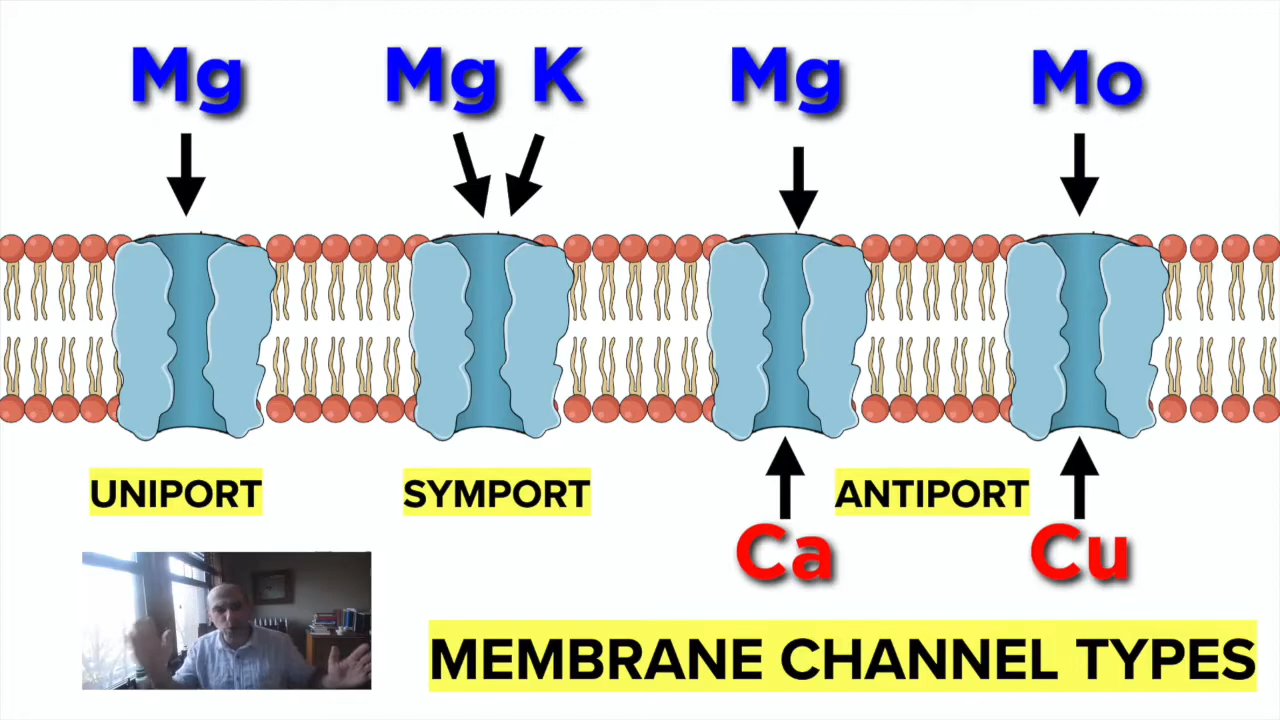 Mg Mg K Mg Mo
UNIPORT SYMPORT ANTIPORT
Ca Cu
MEMBRANE CHANNEL TYPES